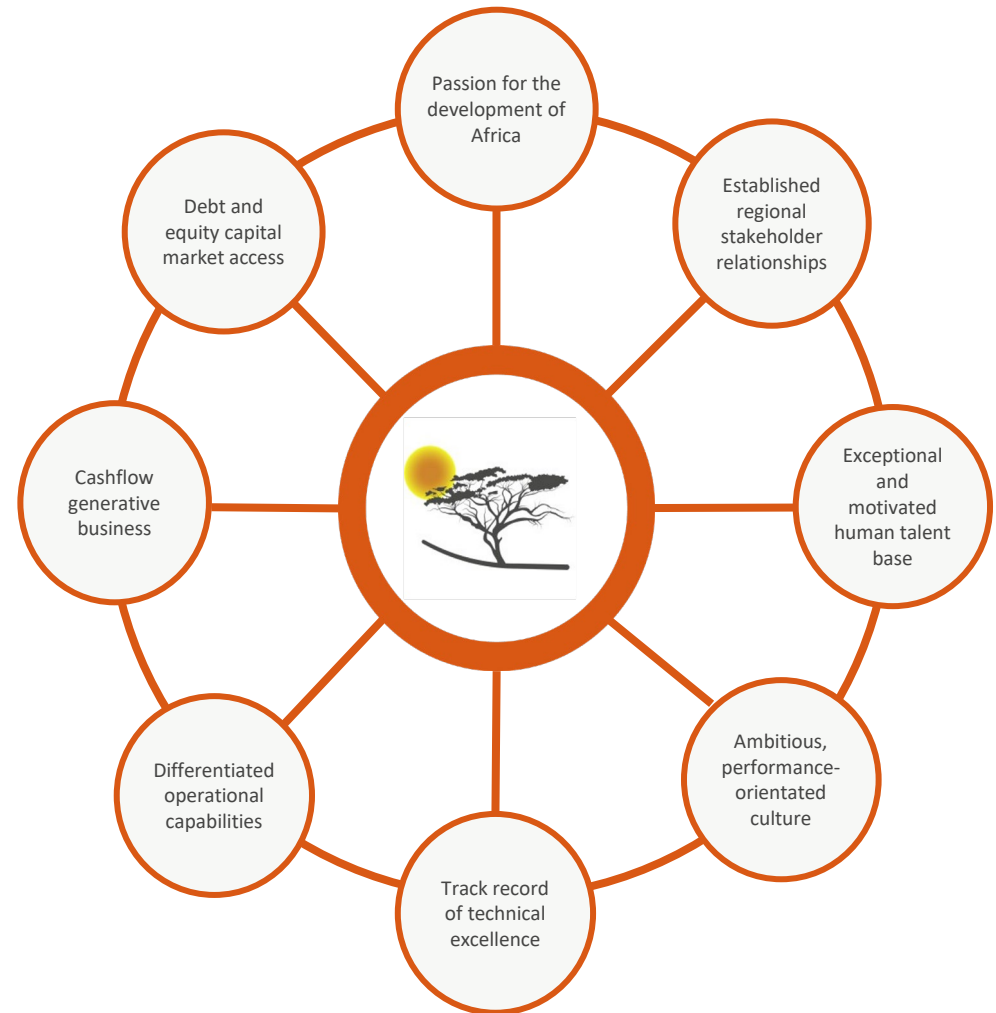 Passion for the
development of
Africa
Established
regional
stakeholder
relationships
Exceptional
and
motivated
human talent
base
Ambitious,
performance-
orientated
culture
Track record
of technical
excellence
Differentiated
operational
capabilities
Cashflow
generative
business
Debt and
equity capital
market access